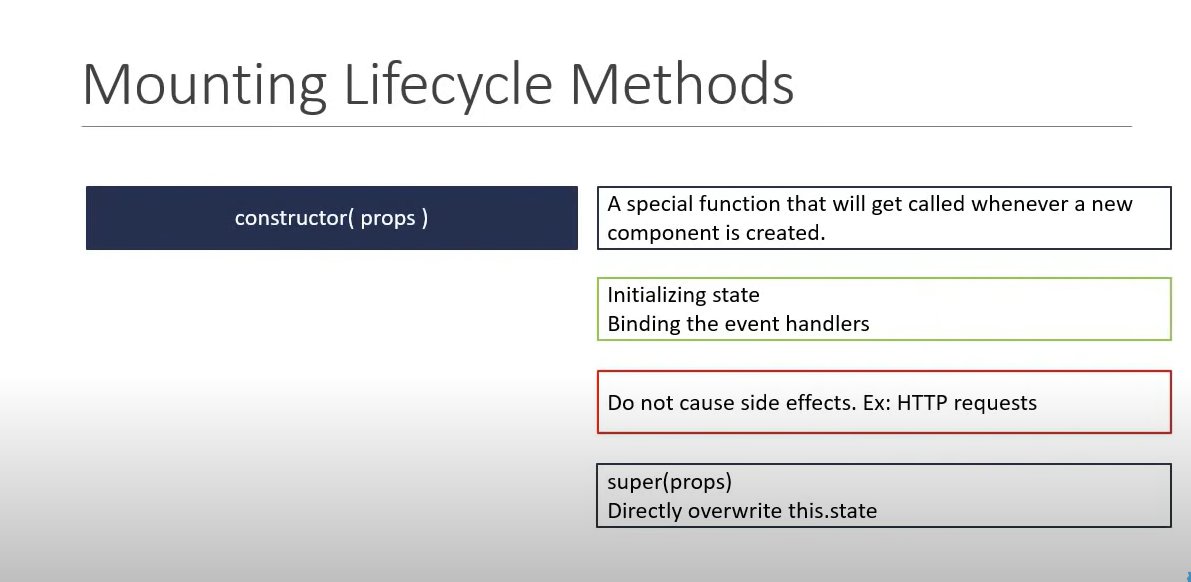 Mounting Lifecycle Methods
constructor( props )
A special function that will get called whenever a new
component is created.
Initializing state
Binding the event handlers
Do not cause side effects. Ex: HTTP requests
super(props)
Directly overwrite this.state